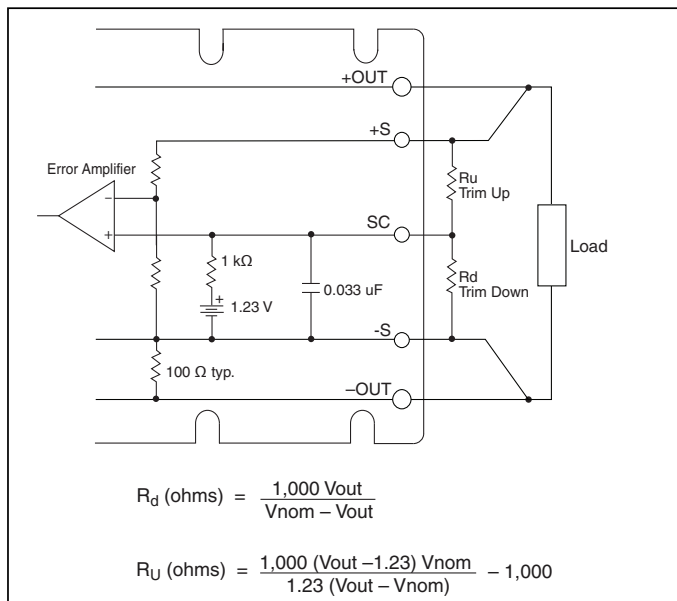 +OUT
+S
Error Amplifier
−
+
Ru
Trim Up
SC
1 kΩ
+
1.23 V
0.033 uF
Rd
Trim Down
Load
-S
100 Ω typ.
–OUT
Rd (ohms) = 1,000 Vout / Vnom – Vout
RU (ohms) = 1,000 (Vout –1.23) Vnom / 1.23 (Vout – Vnom) – 1,000